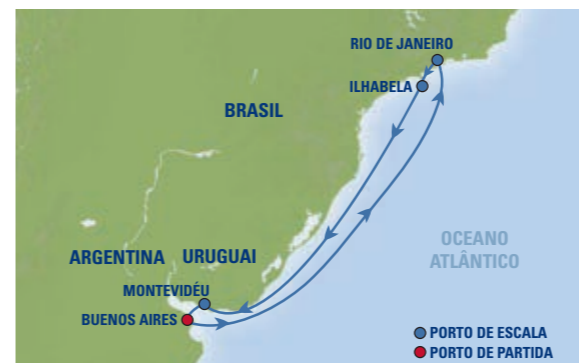 RIO DE JANEIRO
ILHABELA
BRASIL
OCEANO
ATLÂNTICO
ARGENTINA
URUGUAI
MONTEVIDÉU
BUENOS AIRES
PORTO DE ESCALA
PORTO DE PARTIDA